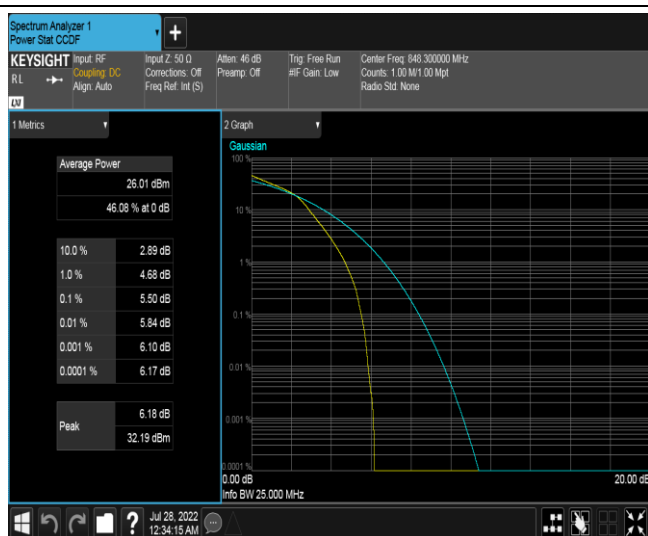 Spectrum Analyzer 1
Power Stat CCDF
+
KEYSIGHT Input: RF Input Z: 50 Ω Atten: 46 dB Trig: Free Run Center Freq: 848.300000 MHz
RL Coupling: DC Corrections: Off Preamp: Off #IF Gain: Low Counts: 1.00 M/1.00 Mpt
Align: Auto Freq Ref: Int (S) Radio Std: None
LXI
1 Metrics
Average Power
26.01 dBm
46.08 % at 0 dB
10.0 % 2.89 dB
1.0 % 4.68 dB
0.1 % 5.50 dB
0.01 % 5.84 dB
0.001 % 6.10 dB
0.0001 % 6.17 dB
Peak 6.18 dB
32.19 dBm
2 Graph
Gaussian
100 %
10 %
1 %
0.1 %
0.01 %
0.001 %
0.0001 %
0.00 dB 20.00 dB
Info BW 25.000 MHz
? Jul 28, 2022
12:34:15 AM